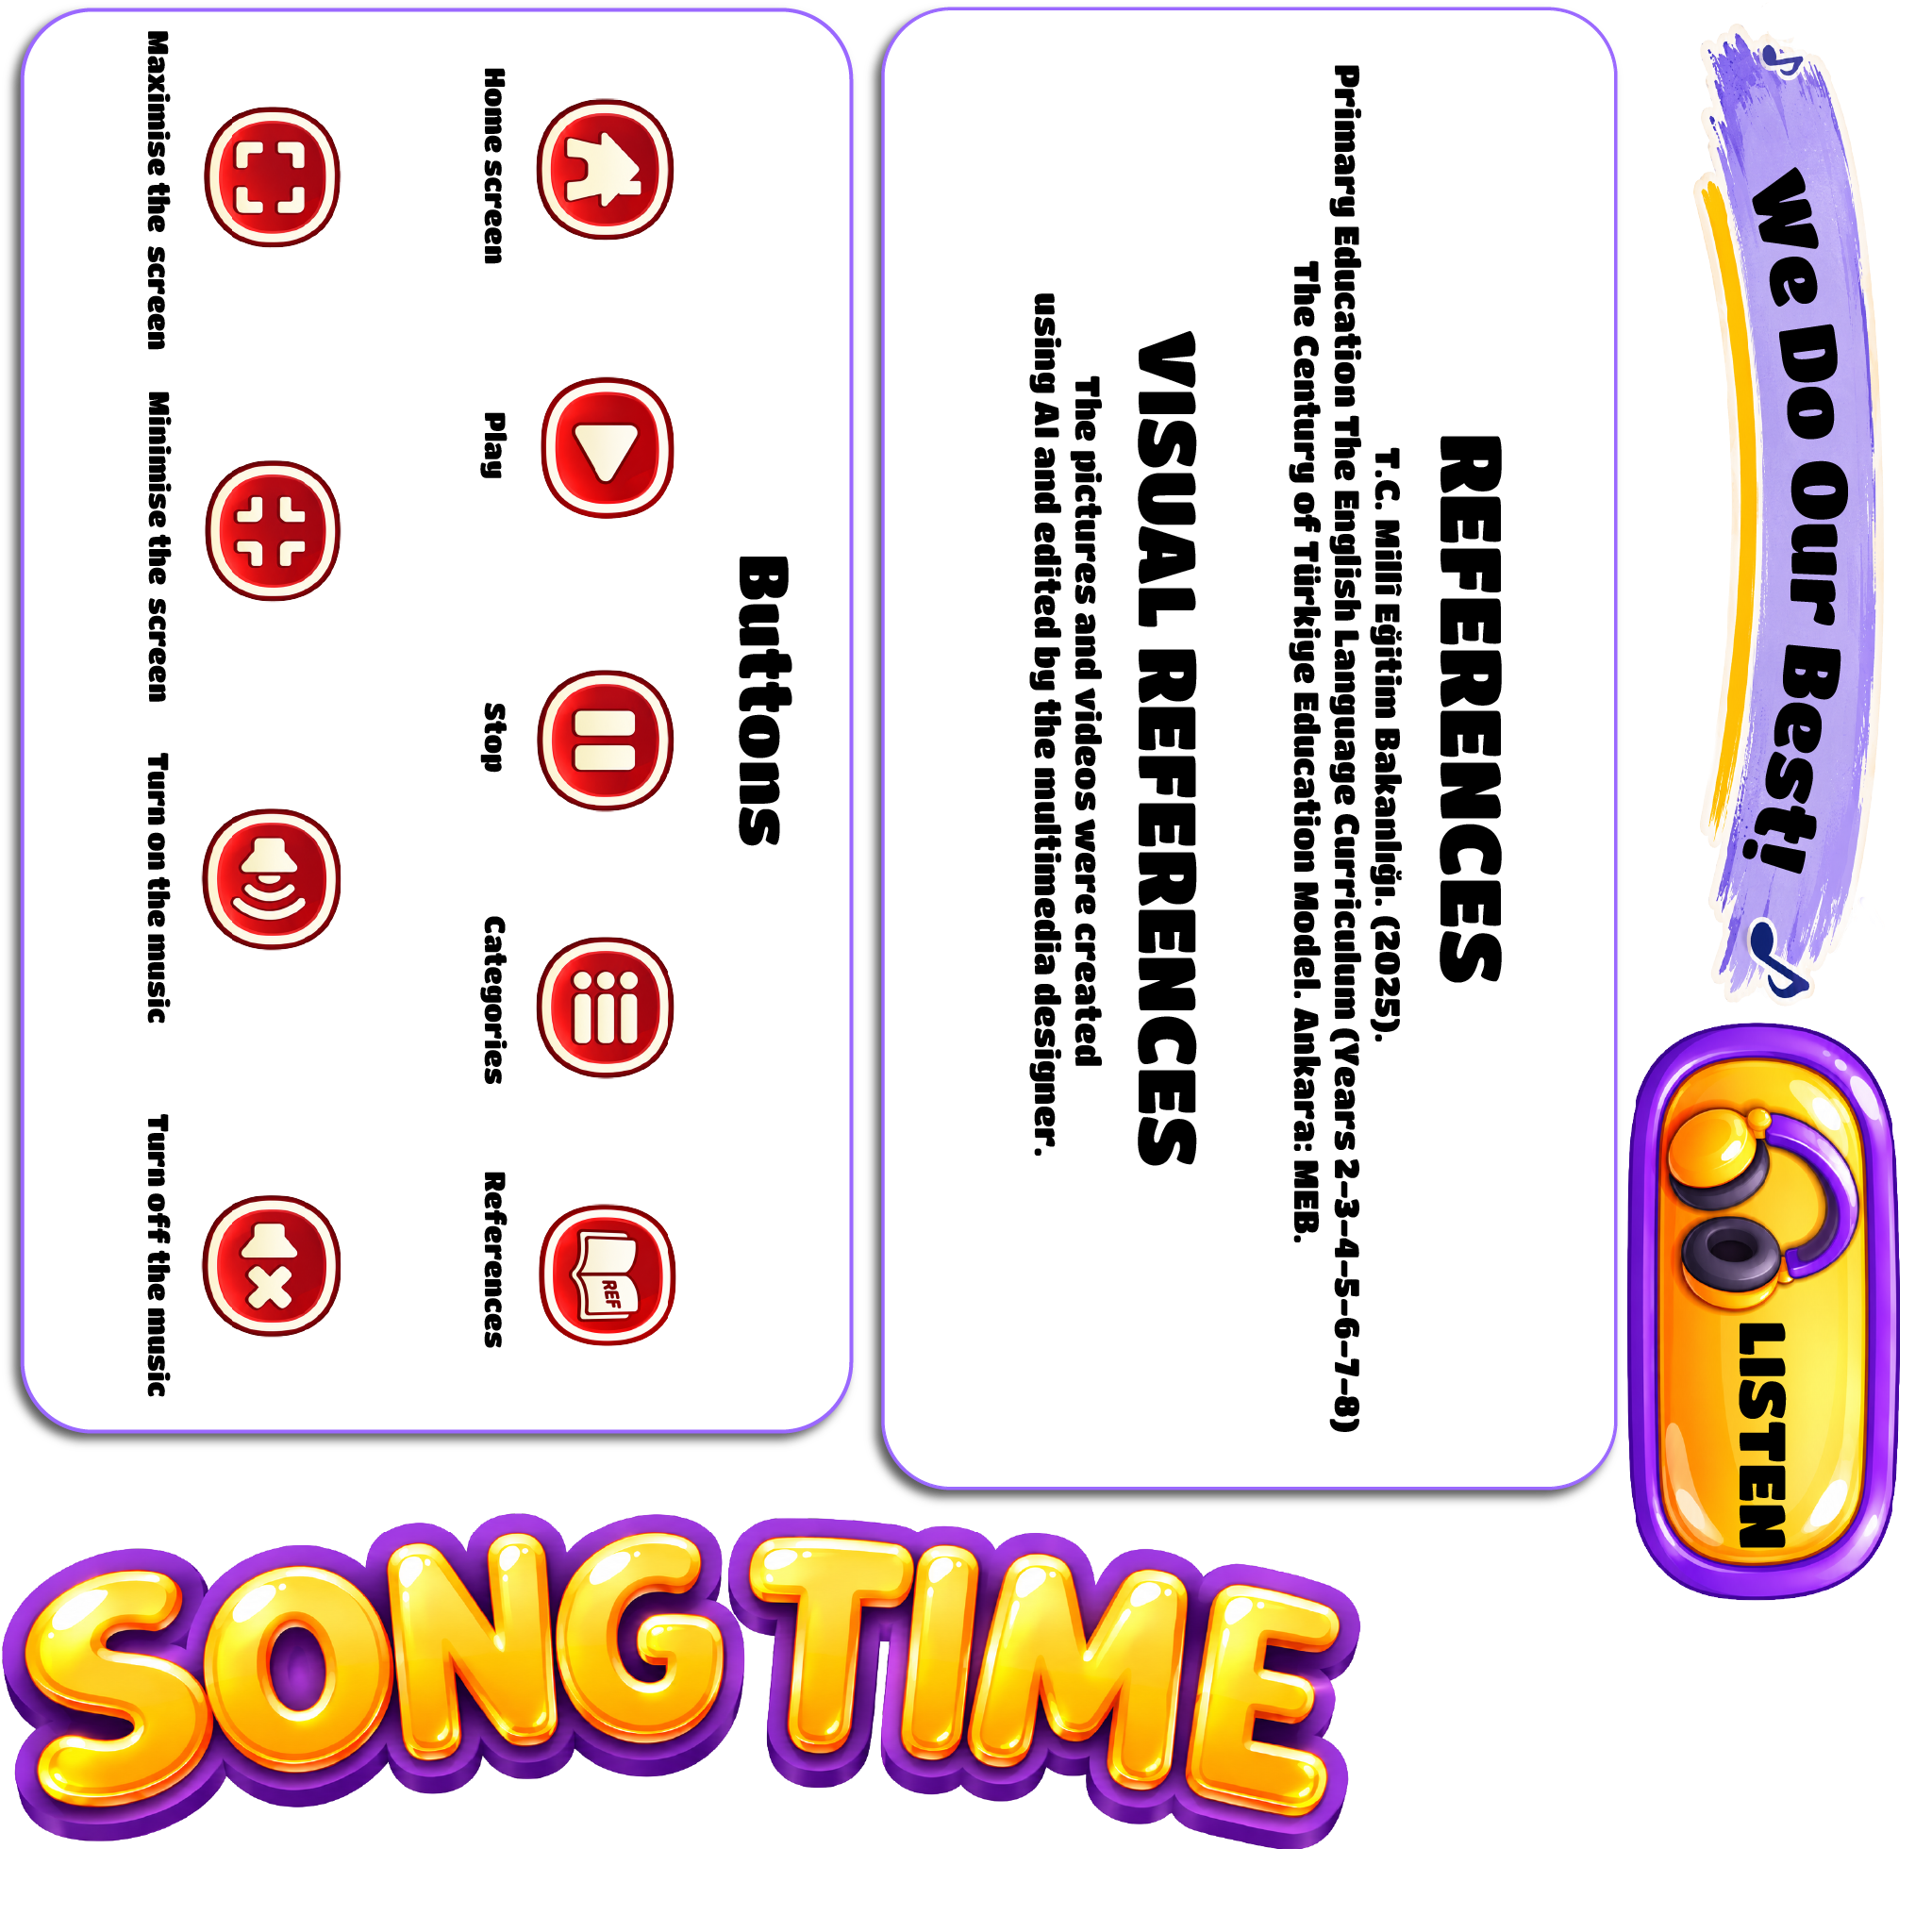 We Do Our Best!
LISTEN
REFERENCES
T.C. Millî Eğitim Bakanlığı. (2025).
Primary Education The English Language Curriculum (Years 2-3-4-5-6-7-8)
The Century of Türkiye Education Model. Ankara: MEB.
VISUAL REFERENCES
The pictures and videos were created
using AI and edited by the multimedia designer.
Buttons
REF
Home screen
Play
Stop
Categories
References
Maximise the screen
Minimise the screen
Turn on the music
Turn off the music
SONG TIME